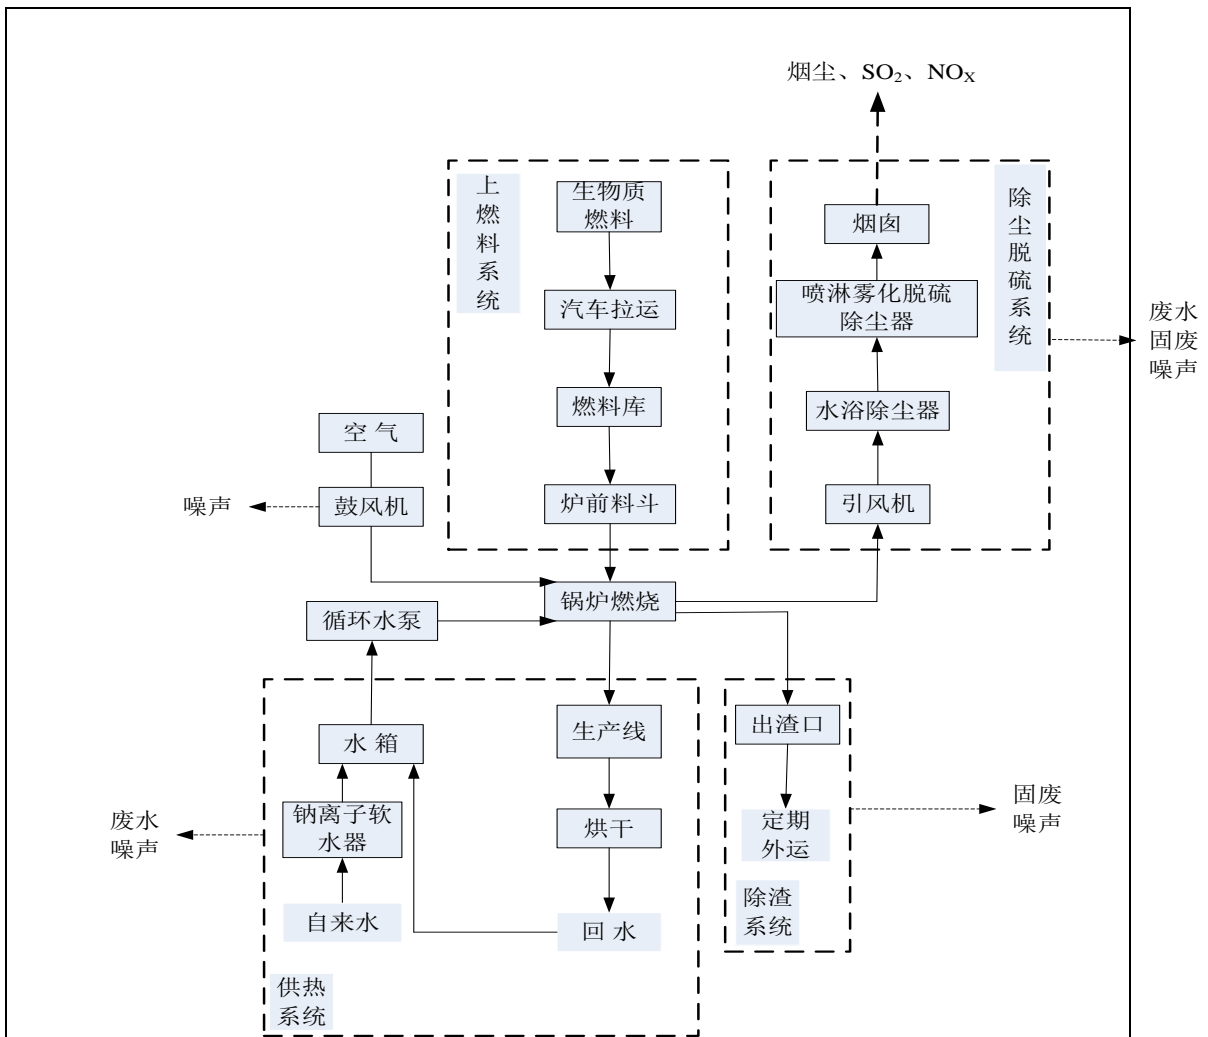 烟尘、SO₂、NOX
上
燃
料
系
统
生物质
燃料
汽车拉运
燃料库
炉前料斗
除
尘
脱
硫
系
统
烟囱
喷淋雾化脱硫
除尘器
水浴除尘器
引风机
废水
固废
噪声
空 气
鼓风机
噪声
锅炉燃烧
循环水泵
水 箱
钠离子软
水器
自来水
生产线
烘干
回 水
供热
系统
废水
噪声
出渣口
定期
外运
除渣
系统
固废
噪声